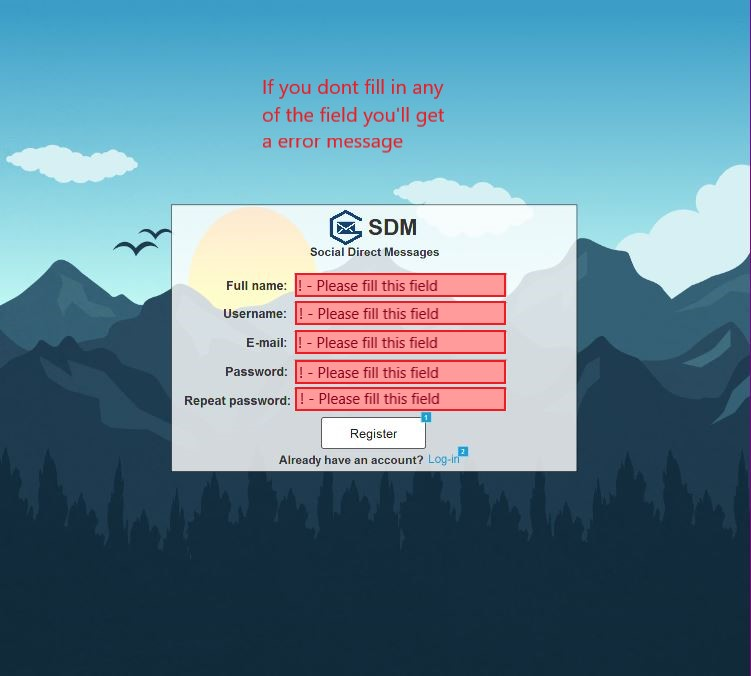 If you dont fill in any
of the field you'll get
a error message
SDM
Social Direct Messages
Full name: ! - Please fill this field
Username: ! - Please fill this field
E-mail: ! - Please fill this field
Password: ! - Please fill this field
Repeat password: ! - Please fill this field
1
Register
2
Already have an account? Log-in